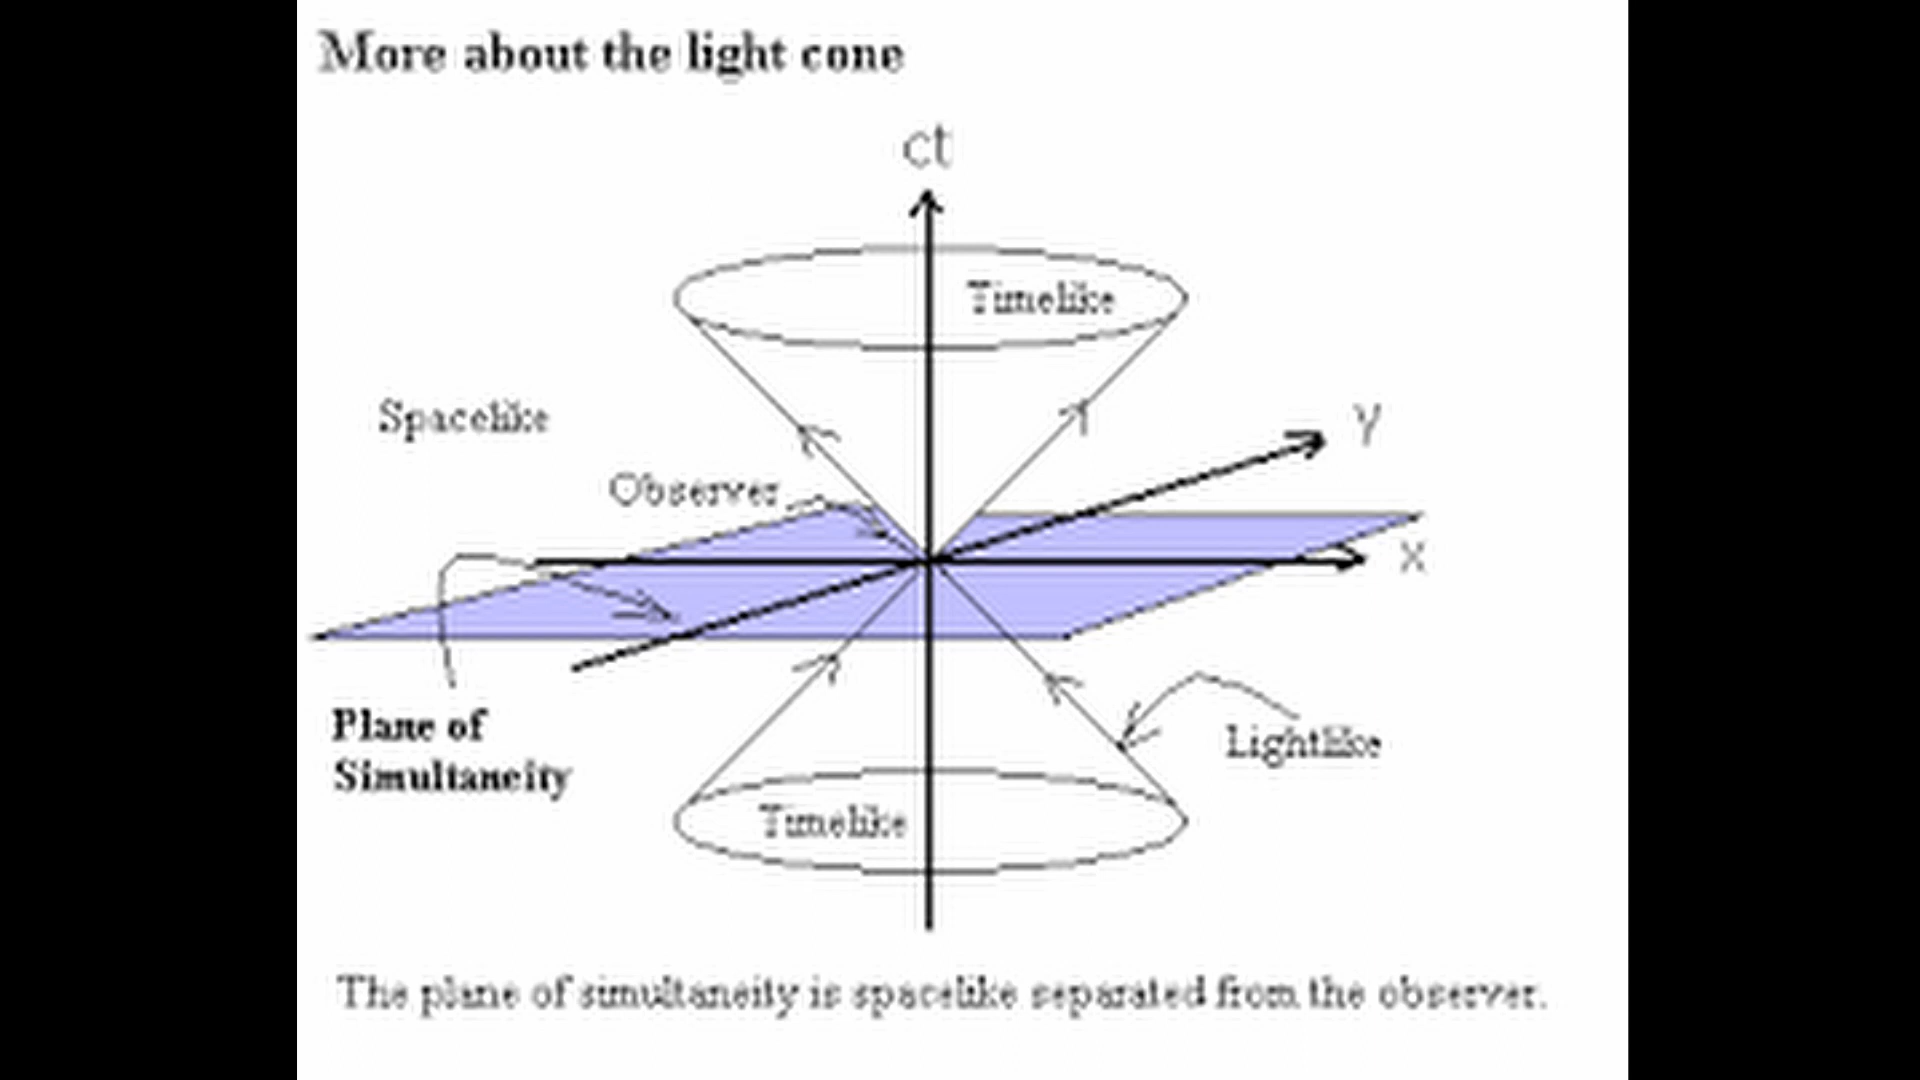 More about the light cone
ct
Timelike
Spacelike
y
Observer
x
Plane of
Simultaneity
Lightlike
Timelike
The plane of simultaneity is spacelike separated from the observer.